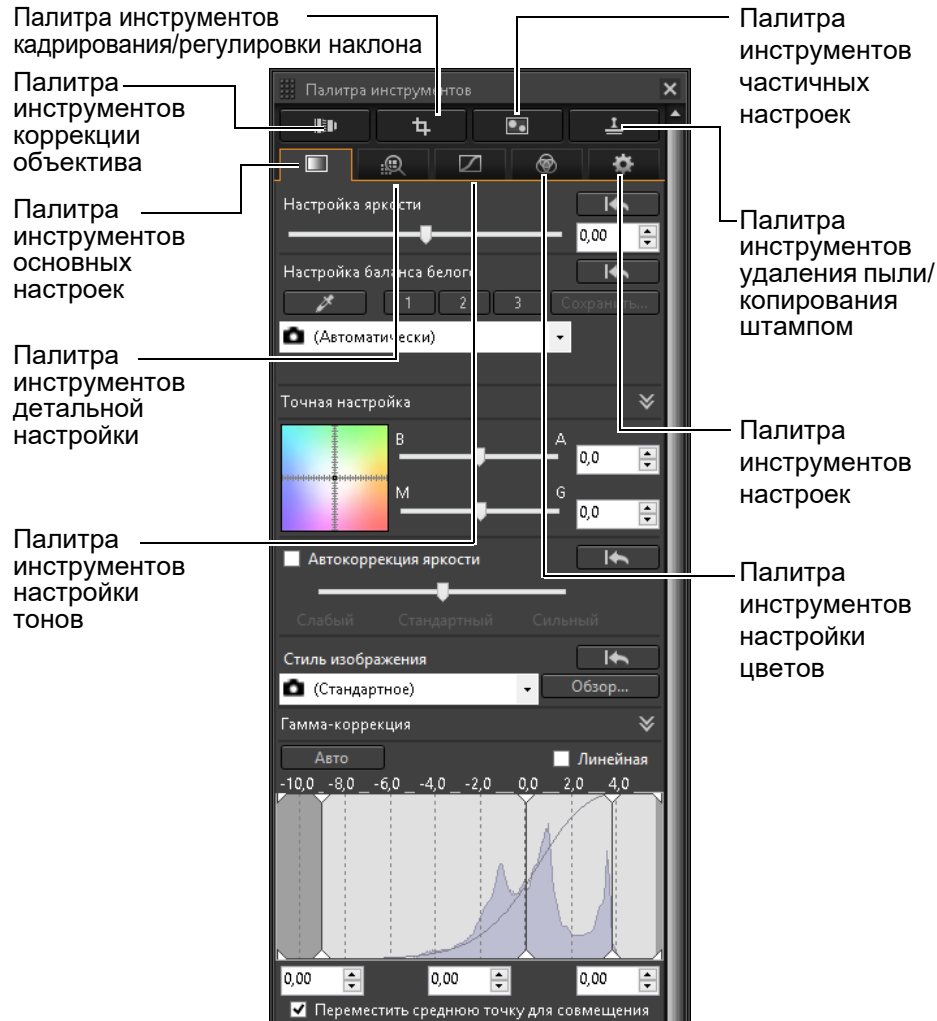 Палитра инструментов
кадрирования/регулировки наклона
Палитра
инструментов
коррекции
объектива
Палитра
инструментов
основных
настроек
Палитра
инструментов
детальной
настройки
Палитра
инструментов
настройки
тонов
Палитра
инструментов
частичных
настроек
Палитра
инструментов
удаления пыли/
копирования
штампом
Палитра
инструментов
настроек
Палитра
инструментов
настройки
цветов
Палитра инструментов
Настройка яркости
0,00
Настройка баланса белого
1 2 3 Сохранить...
(Автоматически)
Точная настройка
B A
0,0
M G
0,0
Автокоррекция яркости
Слабый Стандартный Сильный
Стиль изображения
(Стандартное) Обзор...
Гамма-коррекция
Авто Линейная
-10,0 -8,0 -6,0 -4,0 -2,0 0,0 2,0 4,0
0,00 0,00 0,00
Переместить среднюю точку для совмещения